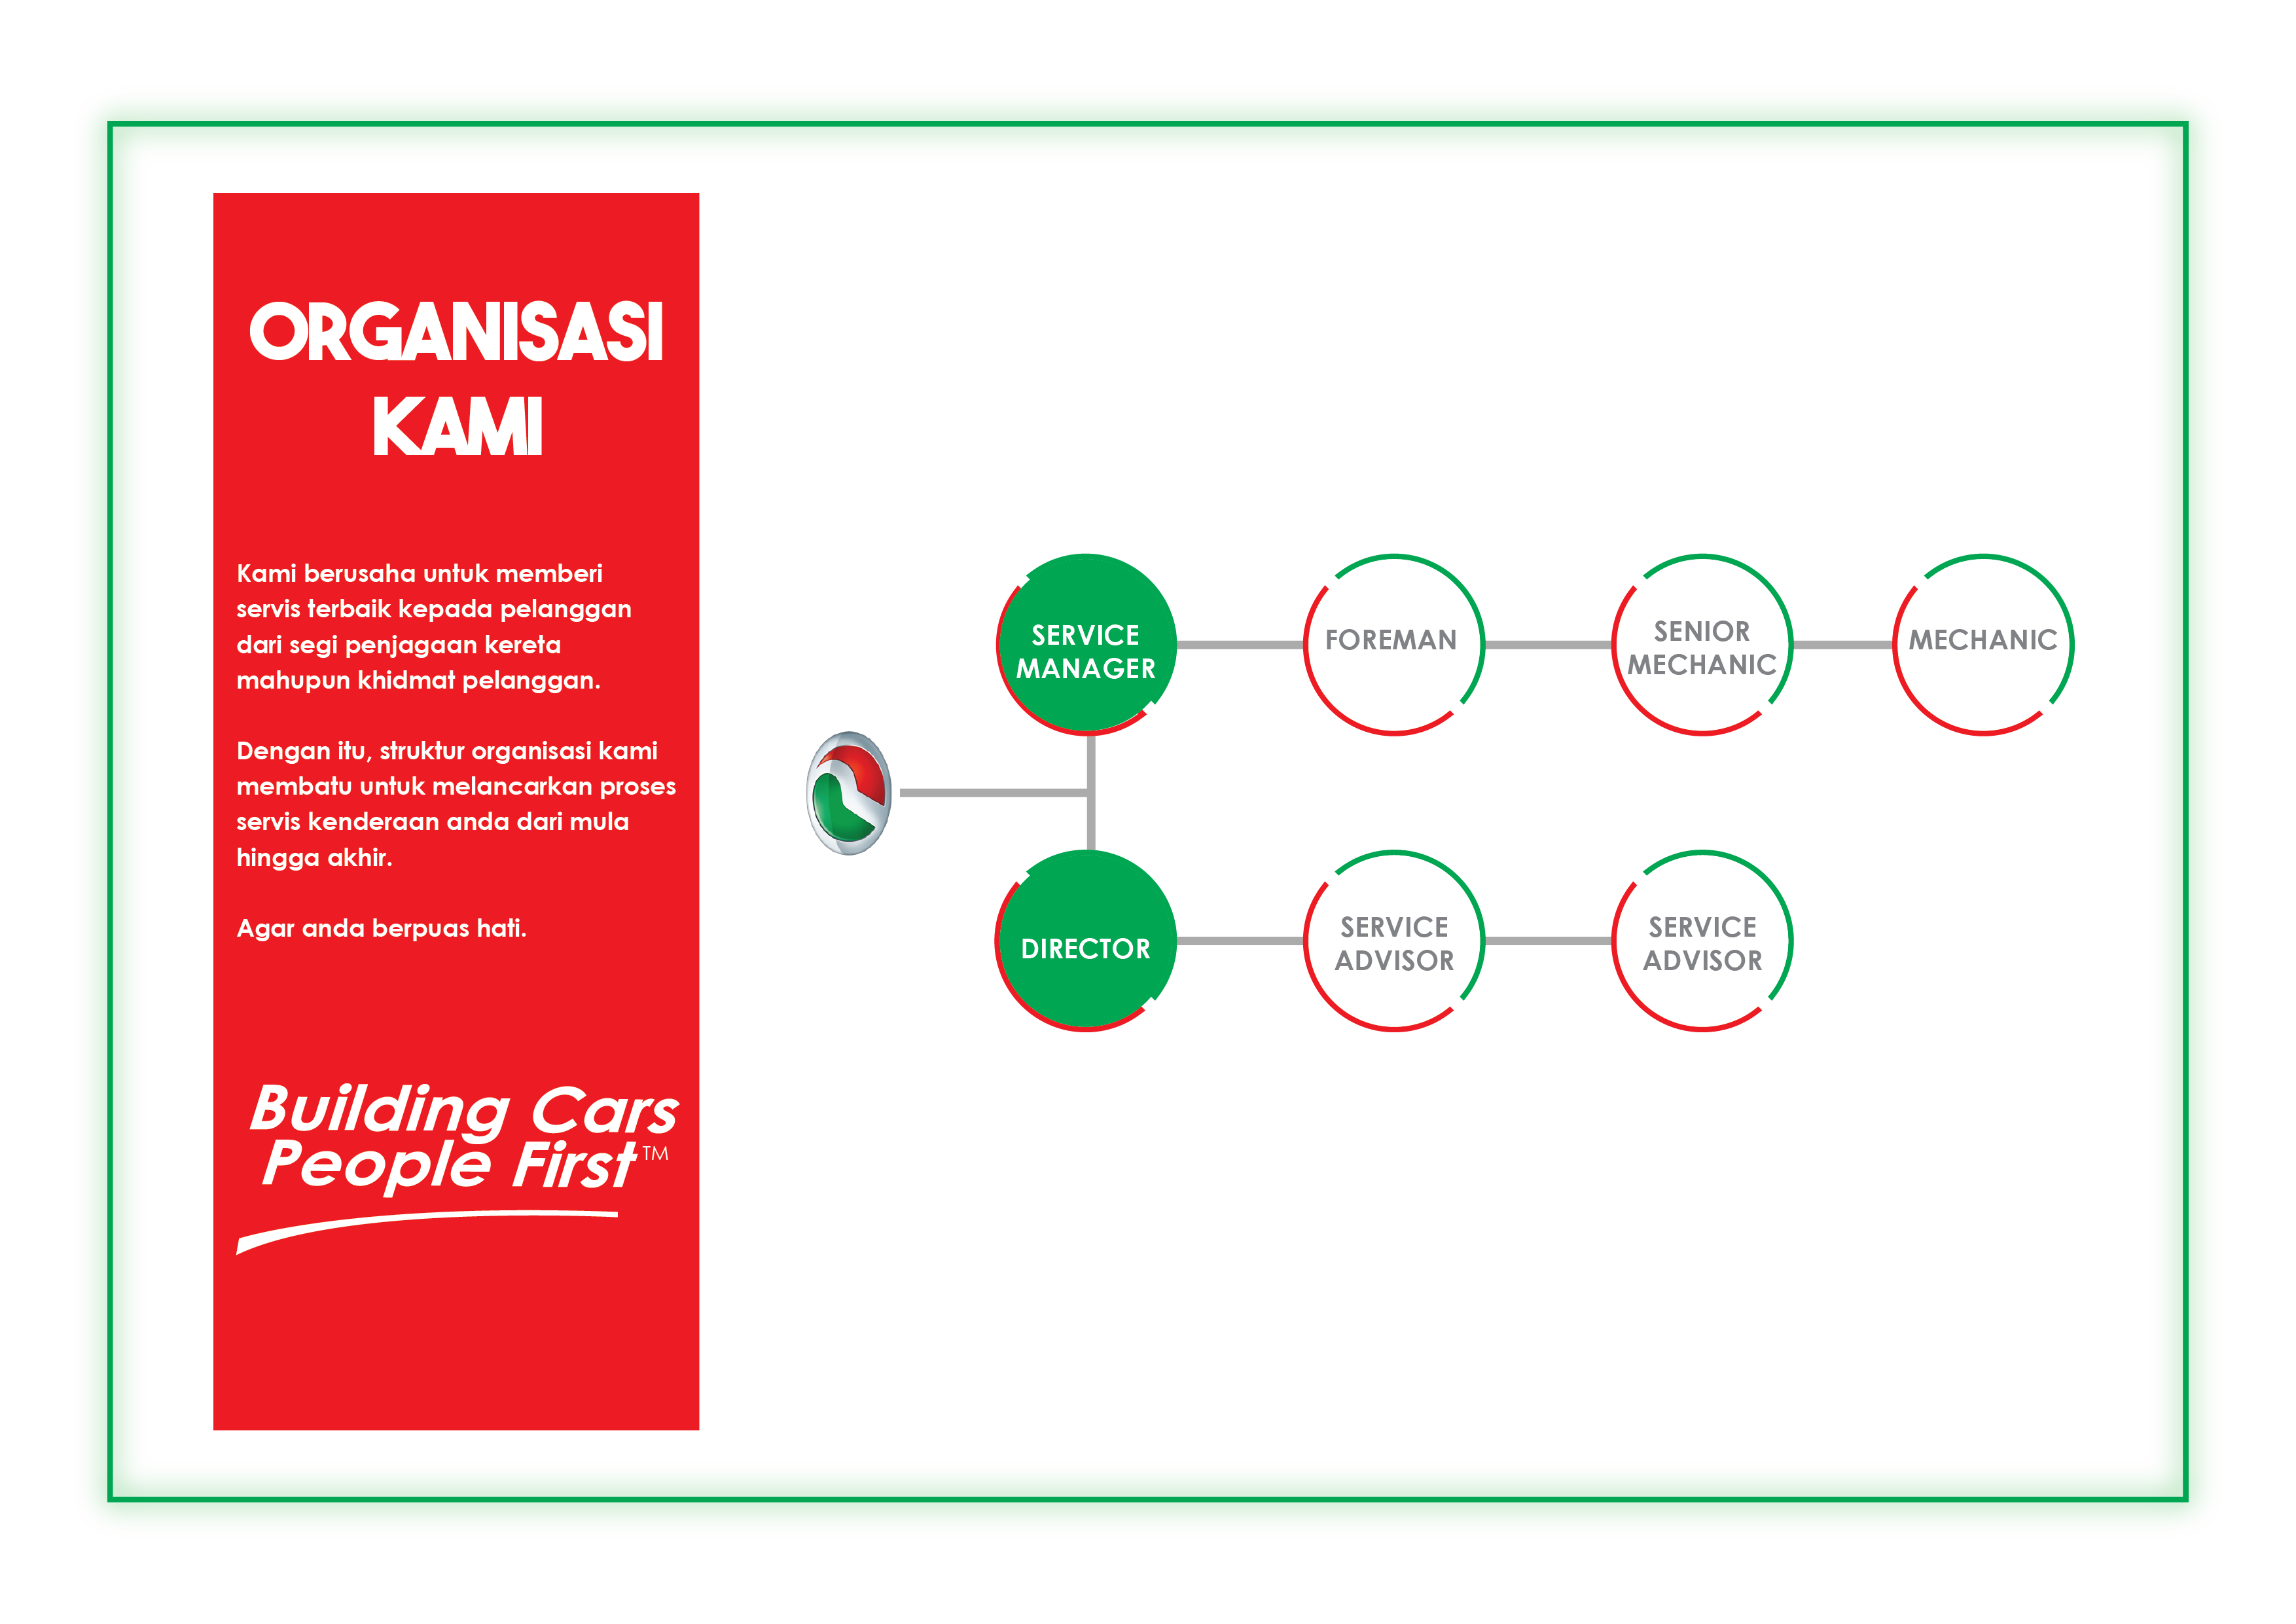 ORGANISASI
KAMI
Kami berusaha untuk memberi
servis terbaik kepada pelanggan
dari segi penjagaan kereta
mahupun khidmat pelanggan.
Dengan itu, struktur organisasi kami
membatu untuk melancarkan proses
servis kenderaan anda dari mula
hingga akhir.
Agar anda berpuas hati.
Building Cars
People First™
SERVICE
MANAGER
FOREMAN
SENIOR
MECHANIC
MECHANIC
DIRECTOR
SERVICE
ADVISOR
SERVICE
ADVISOR